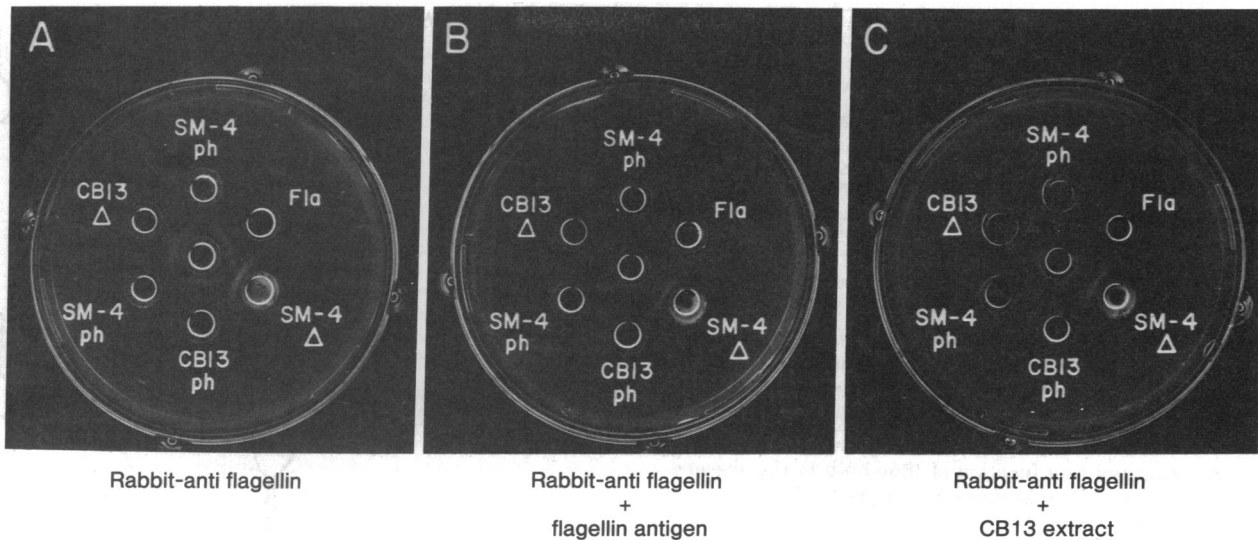 A
SM-4
ph
CB13
Δ
Fla
SM-4
ph
SM-4
Δ
CB13
ph
Rabbit-anti flagellin
B
SM-4
ph
CB13
Δ
Fla
SM-4
ph
SM-4
Δ
CB13
ph
Rabbit-anti flagellin
+
flagellin antigen
C
SM-4
ph
CB13
Δ
Fla
SM-4
ph
SM-4
Δ
CB13
ph
Rabbit-anti flagellin
+
CB13 extract